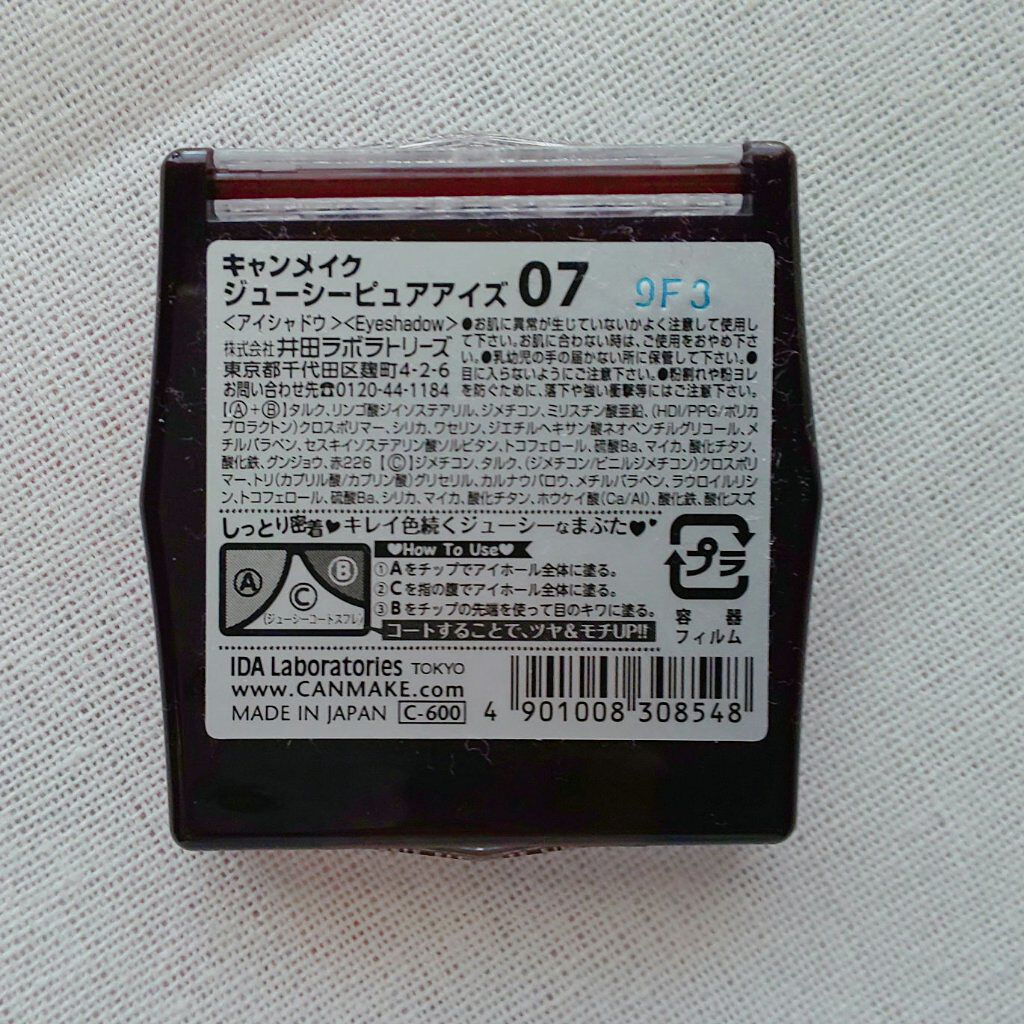 キャンメイク
ジューシーピュアアイズ 07
9F3
<アイシャドウ><Eyeshadow>
株式会社 井田ラボラトリーズ
東京都千代田区麹町4-2-6
お問い合わせ先☎0120-44-1184
●お肌に異常が生じていないかよく注意して使用し
て下さい。お肌に合わない時は、ご使用をおやめ下さ
い。●乳幼児の手の届かない所に保管して下さい。●
目に入らないようにご注意下さい。●粉割れや粉ヨレ
を防ぐために、落下や強い衝撃等にはご注意下さい。
【Ⓐ+Ⓑ】タルク、リンゴ酸ジイソステアリル、ジメチコン、ミリスチン酸亜鉛、(HDI/PPG/ポリカ
プロラクトン)クロスポリマー、シリカ、ワセリン、ジエチルヘキサン酸ネオペンチルグリコール、メ
チルパラベン、セスキイソステアリン酸ソルビタン、トコフェロール、硫酸Ba、マイカ、酸化チタン、
酸化鉄、グンジョウ、赤226【Ⓒ】ジメチコン、タルク、(ジメチコン/ビニルジメチコン)クロスポリ
マー、トリ(カプリル酸/カプリン酸)グリセリル、カルナウバロウ、メチルパラベン、ラウロイルリシ
ン、トコフェロール、硫酸Ba、シリカ、マイカ、酸化チタン、ホウケイ酸(Ca/Al)、酸化鉄、酸化スズ
しっとり密着♥キレイ色続くジューシーなまぶた♥♥
Ⓐ Ⓑ Ⓒ
(ジューシーコートスフレ)
♥How To Use♥
①Aをチップでアイホール全体に塗る。
②Cを指の腹でアイホール全体に塗る。
③Bをチップの先端を使って目のキワに塗る。
コートすることで、ツヤ&モチUP!!
プラ
容器
フィルム
IDA Laboratories TOKYO
www.CANMAKE.com
MADE IN JAPAN C-600
4 901008 308548